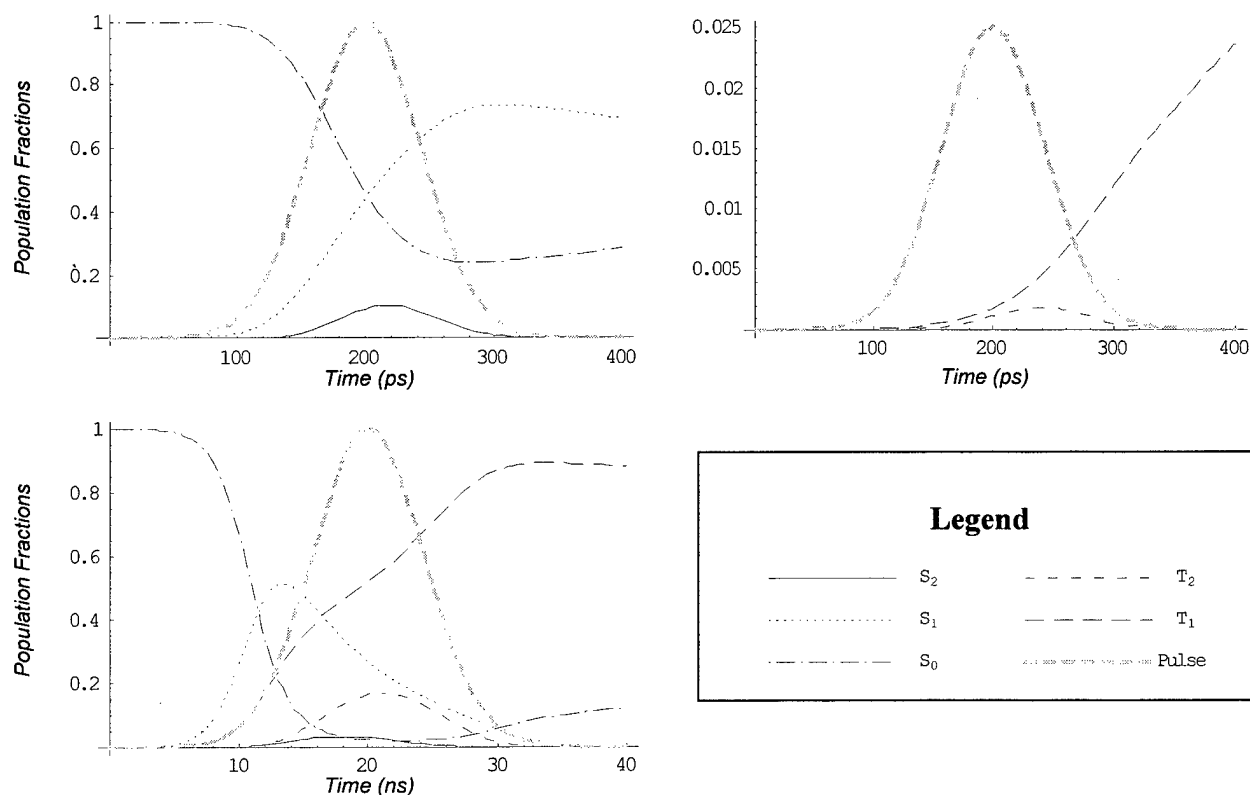 Population Fractions
1
0.8
0.6
0.4
0.2
100
200
300
400
Time (ps)
0.025
0.02
0.015
0.01
0.005
100
200
300
400
Time (ps)
Population Fractions
1
0.8
0.6
0.4
0.2
10
20
30
40
Time (ns)
Legend
S₂
T₂
S₁
T₁
S₀
Pulse